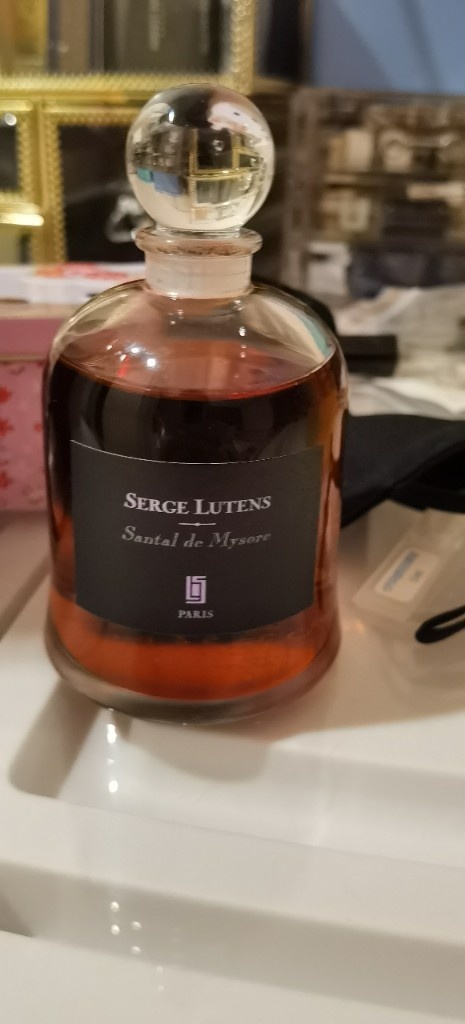 SERGE LUTENS
Santal de Mysore
PARIS